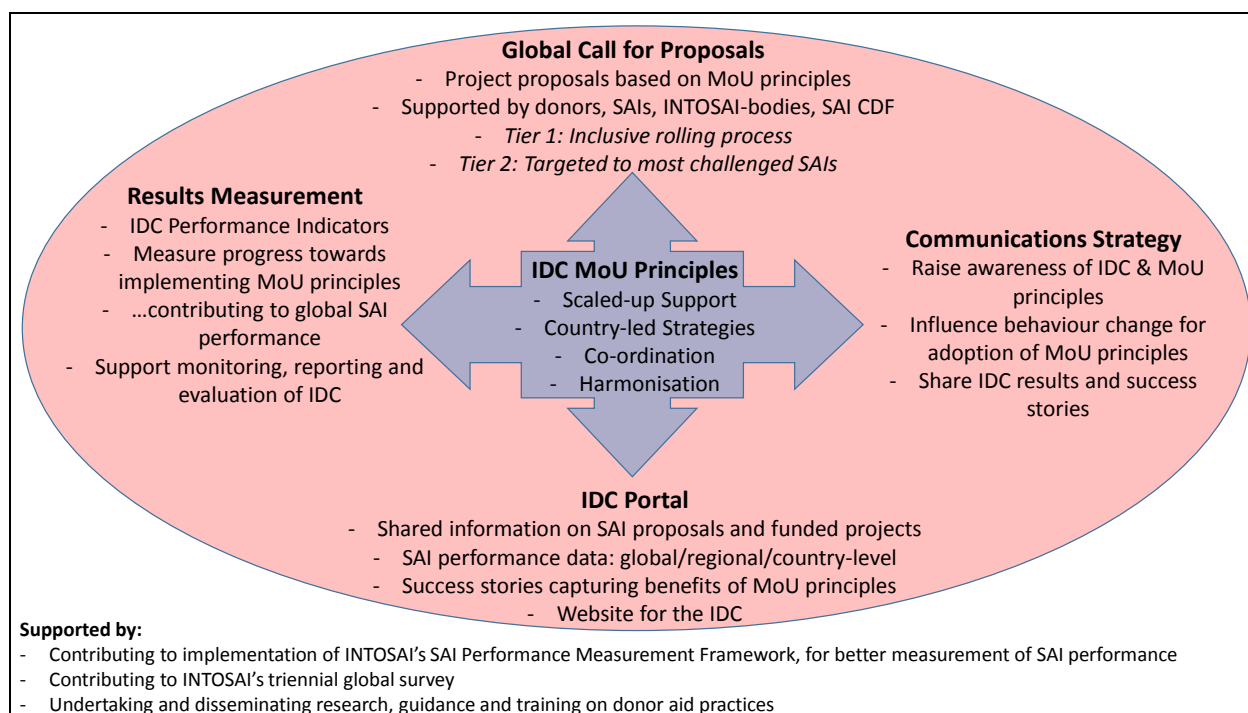 Global Call for Proposals
- Project proposals based on MoU principles
- Supported by donors, SAIs, INTOSAI-bodies, SAI CDF
- Tier 1: Inclusive rolling process
- Tier 2: Targeted to most challenged SAIs
Results Measurement
- IDC Performance Indicators
- Measure progress towards
implementing MoU principles
- …contributing to global SAI
performance
- Support monitoring, reporting and
evaluation of IDC
IDC MoU Principles
- Scaled-up Support
- Country-led Strategies
- Co-ordination
- Harmonisation
Communications Strategy
- Raise awareness of IDC & MoU
principles
- Influence behaviour change for
adoption of MoU principles
- Share IDC results and success
stories
IDC Portal
- Shared information on SAI proposals and funded projects
- SAI performance data: global/regional/country-level
- Success stories capturing benefits of MoU principles
- Website for the IDC
Supported by:
- Contributing to implementation of INTOSAI's SAI Performance Measurement Framework, for better measurement of SAI performance
- Contributing to INTOSAI's triennial global survey
- Undertaking and disseminating research, guidance and training on donor aid practices